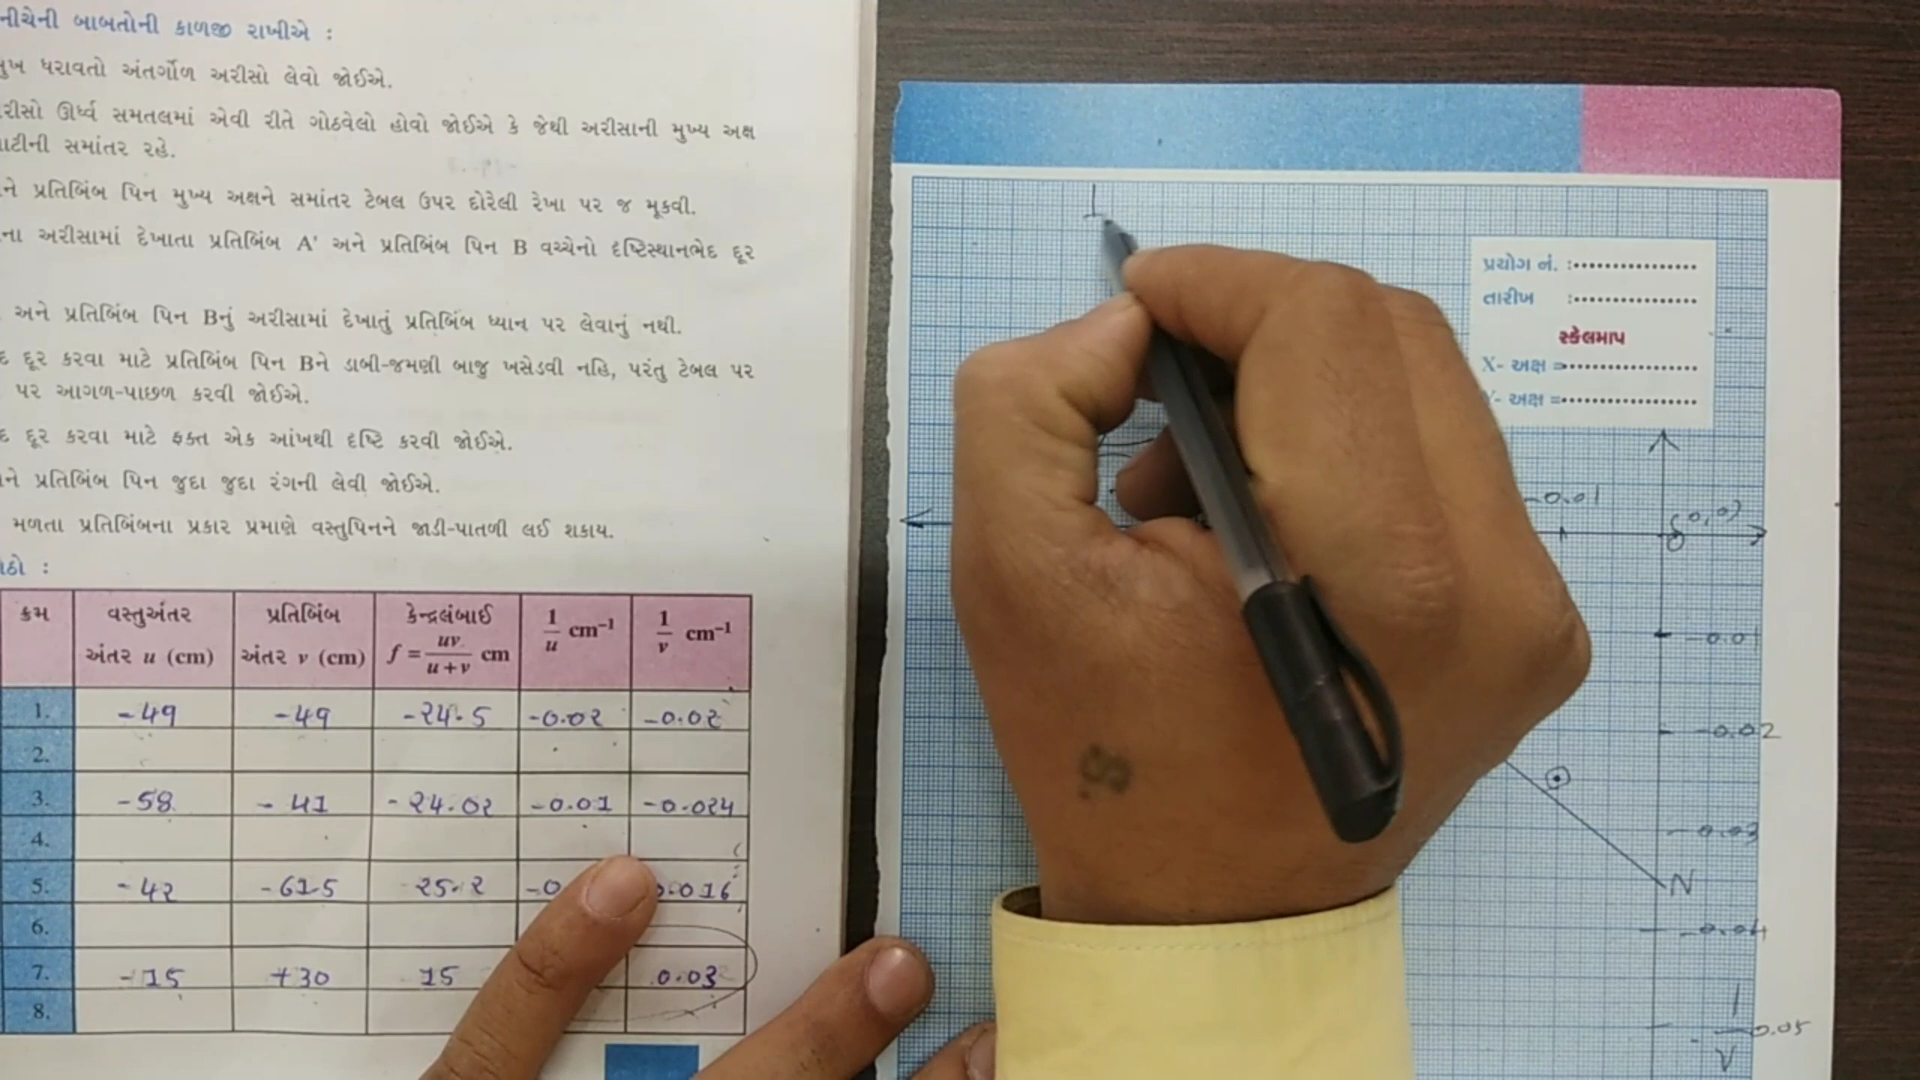 નીચેની બાબતોની કાળજી રાખીએ :
ધરાવતો અંતર્ગોળ અરીસો લેવો જોઈએ.
ઊર્ધ્વ સમતલમાં એવી રીતે ગોઠવેલો હોવો જોઈએ કે જેથી અરીસાની મુખ્ય અક્ષ
સમાંતર રહે.
પ્રતિબિંબ પિન મુખ્ય અક્ષને સમાંતર ટેબલ ઉપર દોરેલી રેખા પર જ મૂકવી.
અરીસામાં દેખાતા પ્રતિબિંબ A' અને પ્રતિબિંબ પિન B વચ્ચેનો દૃષ્ટિસ્થાનભેદ દૂર
અને પ્રતિબિંબ પિન Bનું અરીસામાં દેખાતું પ્રતિબિંબ ધ્યાન પર લેવાનું નથી.
દૂર કરવા માટે પ્રતિબિંબ પિન Bને ડાબી-જમણી બાજુ ખસેડવી નહિ, પરંતુ ટેબલ પર
પર આગળ-પાછળ કરવી જોઈએ.
દૂર કરવા માટે ફક્ત એક આંખથી દૃષ્ટિ કરવી જોઈએ.
પ્રતિબિંબ પિન જુદા જુદા રંગની લેવી જોઈએ.
મળતા પ્રતિબિંબના પ્રકાર પ્રમાણે વસ્તુપિનને જાડી-પાતળી લઈ શકાય.
ક્રમ વસ્તુઅંતર અંતર u (cm) પ્રતિબિંબ અંતર v (cm) કેન્દ્રલંબાઈ f = uv/u+v cm 1/u cm⁻¹ 1/v cm⁻¹
1. -49 -49 -24.5 -0.02 -0.02
2.
3. -58 -41 -24.02 -0.01 -0.024
4.
5. -42 -61.5 25.2 -0 0.016
6.
7. -15 +30 15 0.03
8.
પ્રયોગ નં. :
તારીખ :
સ્કેલમાપ
X- અક્ષ =
Y- અક્ષ =
-0.01
(0,0)
-0.01
-0.02
-0.03
N
-0.04
1/v
-0.05